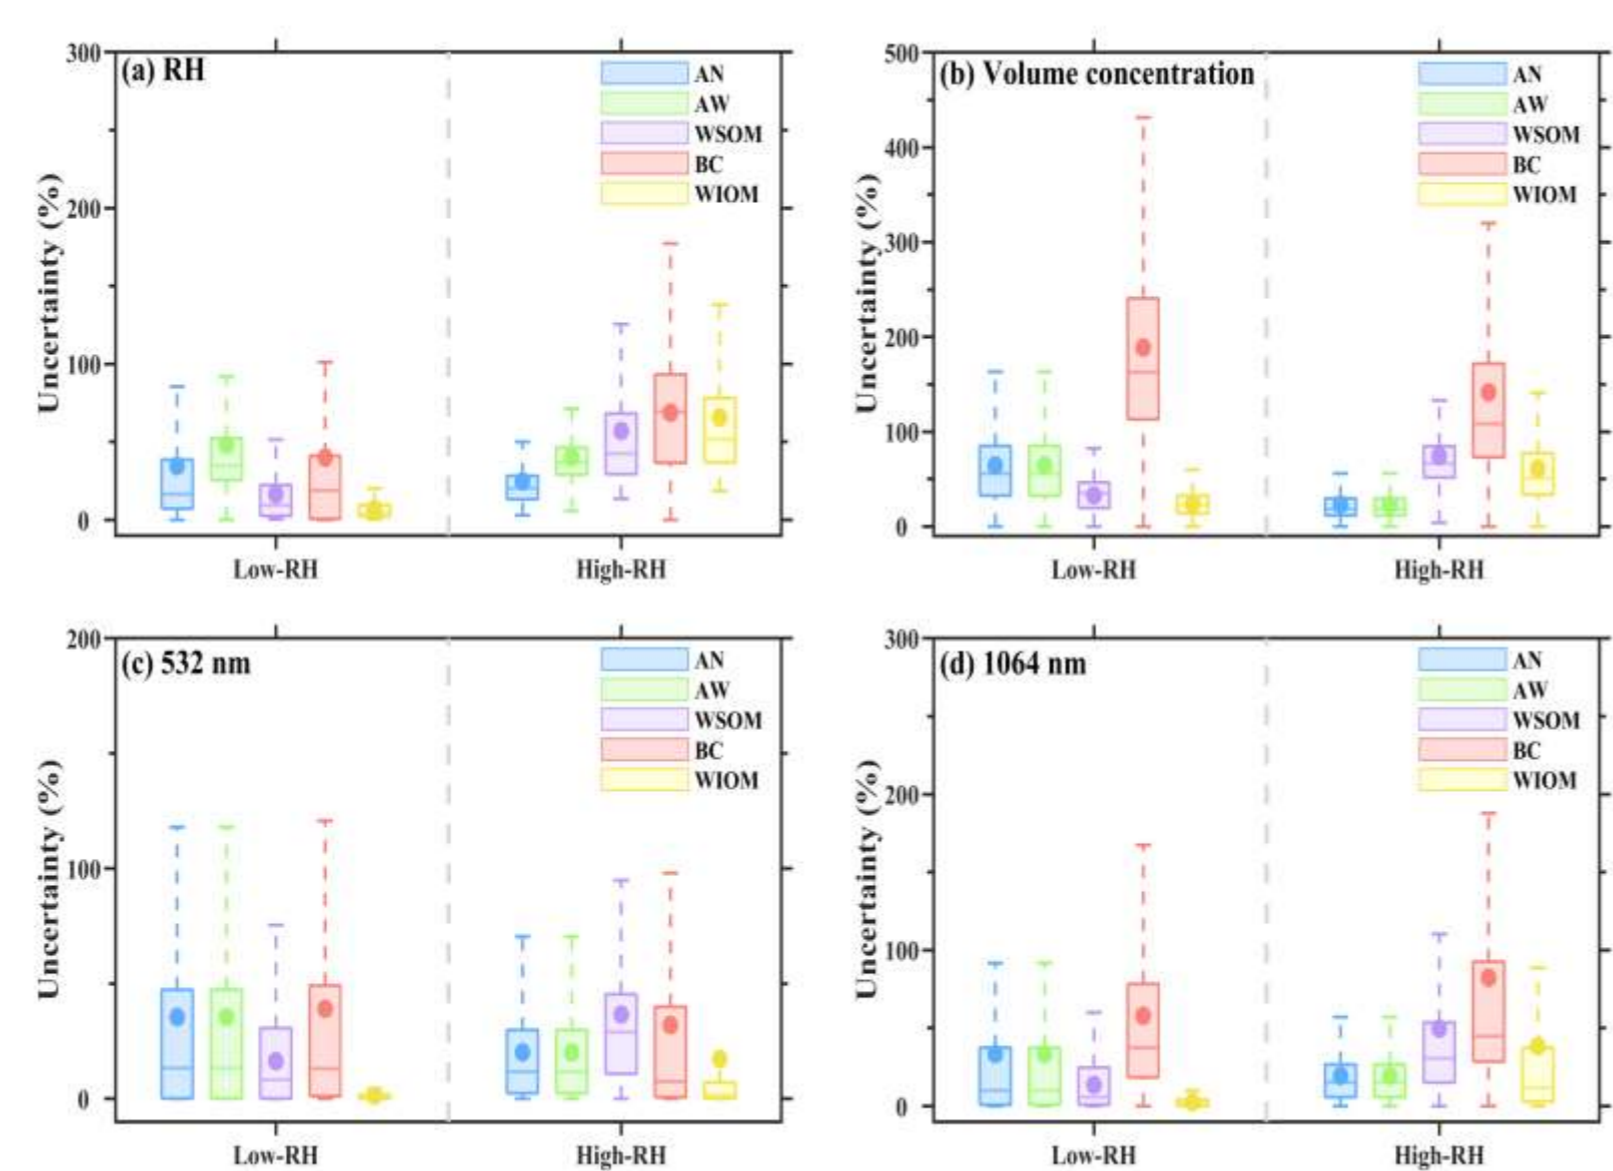 (a) RH
Uncertainty (%)
300
200
100
0
AN
AW
WSOM
BC
WIOM
Low-RH
High-RH
(b) Volume concentration
Uncertainty (%)
500
400
300
200
100
0
AN
AW
WSOM
BC
WIOM
Low-RH
High-RH
(c) 532 nm
Uncertainty (%)
200
100
0
AN
AW
WSOM
BC
WIOM
Low-RH
High-RH
(d) 1064 nm
Uncertainty (%)
300
200
100
0
AN
AW
WSOM
BC
WIOM
Low-RH
High-RH